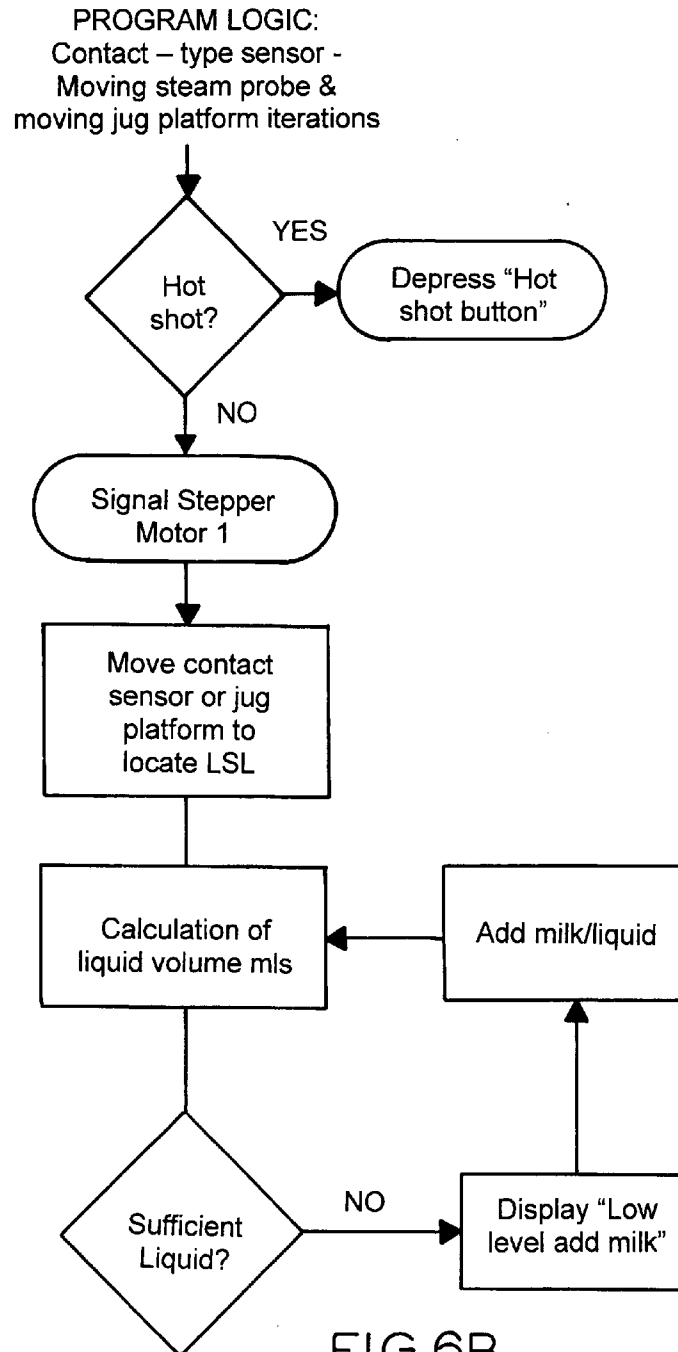 PROGRAM LOGIC:
Contact – type sensor -
Moving steam probe &
moving jug platform iterations
YES
Hot
shot?
Depress “Hot
shot button”
NO
Signal Stepper
Motor 1
Move contact
sensor or jug
platform to
locate LSL
Calculation of
liquid volume mls
Add milk/liquid
Sufficient
Liquid?
NO
Display “Low
level add milk”
FIG 6B